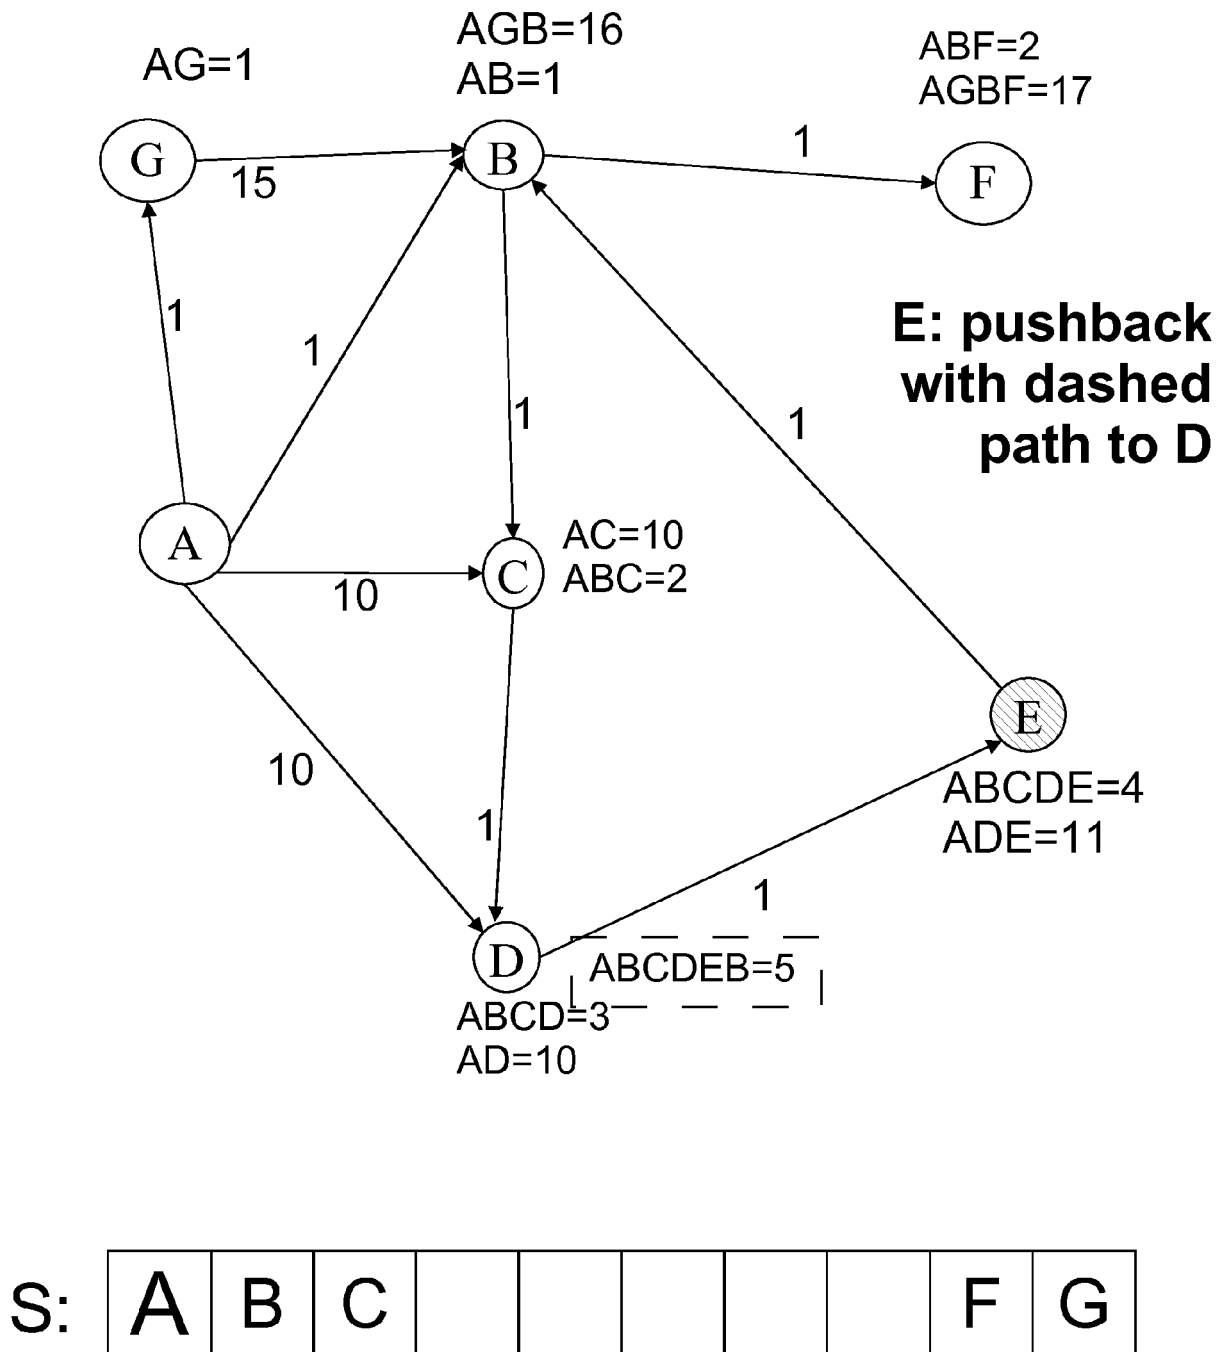 AGB=16
ABF=2
AG=1
AB=1
AGBF=17
1
G
B
F
15
E: pushback
1
with dashed
1
1
1
path to D
A
AC=10
C
ABC=2
10
E
10
ABCDE=4
1
ADE=11
1
D
ABCDEB=5
ABCD=3
AD=10
S: A B C F G